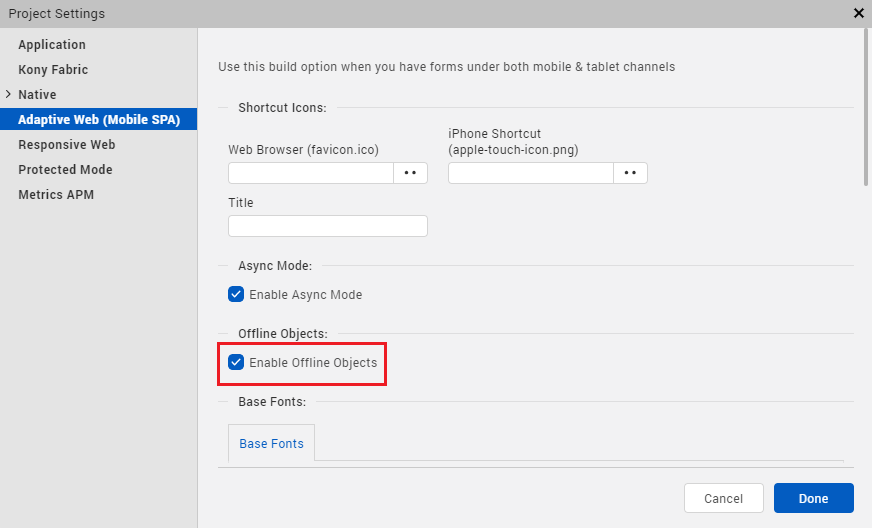 Project Settings
Application
Kony Fabric
Native
Adaptive Web (Mobile SPA)
Responsive Web
Protected Mode
Metrics APM
Use this build option when you have forms under both mobile & tablet channels
Shortcut Icons:
Web Browser (favicon.ico)
iPhone Shortcut
(apple-touch-icon.png)
Title
Async Mode:
Enable Async Mode
Offline Objects:
Enable Offline Objects
Base Fonts:
Base Fonts
Cancel
Done